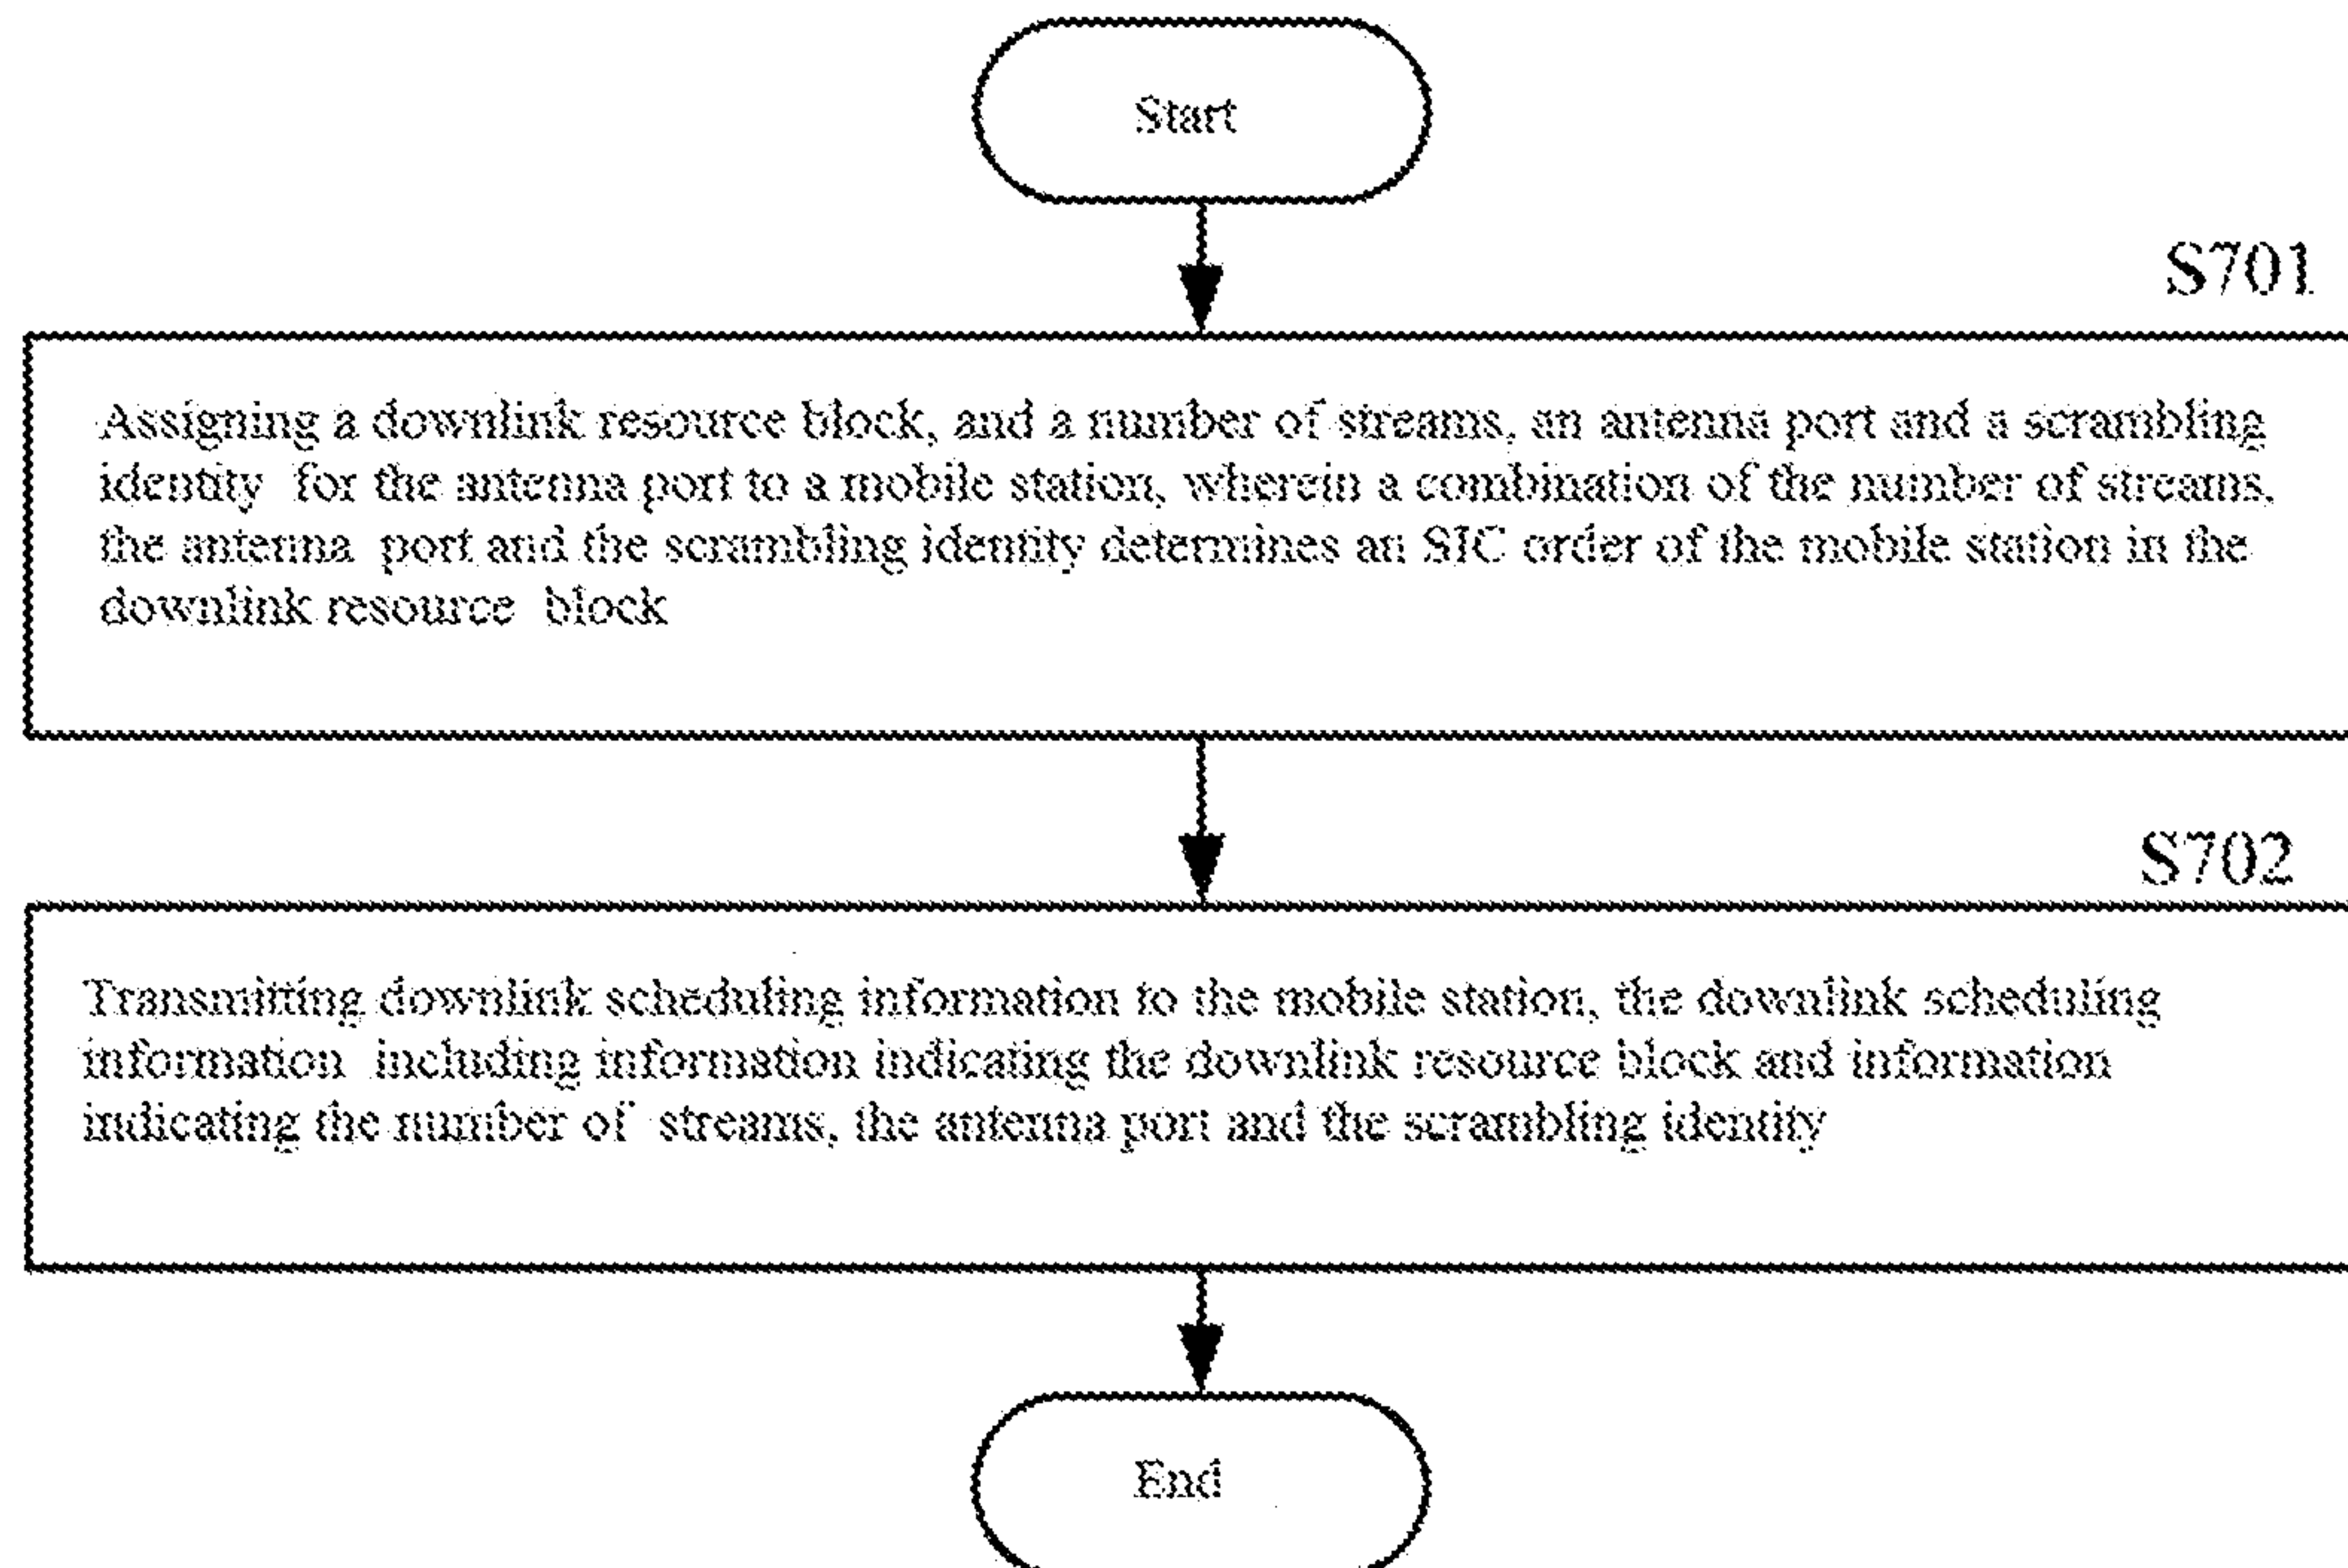 Start
S701
Assigning a downlink resource block, and a number of streams, an antenna port and a scrambling
identity for the antenna port to a mobile station, wherein a combination of the number of streams,
the antenna port and the scrambling identity determines an SIC order of the mobile station in the
downlink resource block
S702
Transmitting downlink scheduling information to the mobile station, the downlink scheduling
information including information indicating the downlink resource block and information
indicating the number of streams, the antenna port and the scrambling identity
End